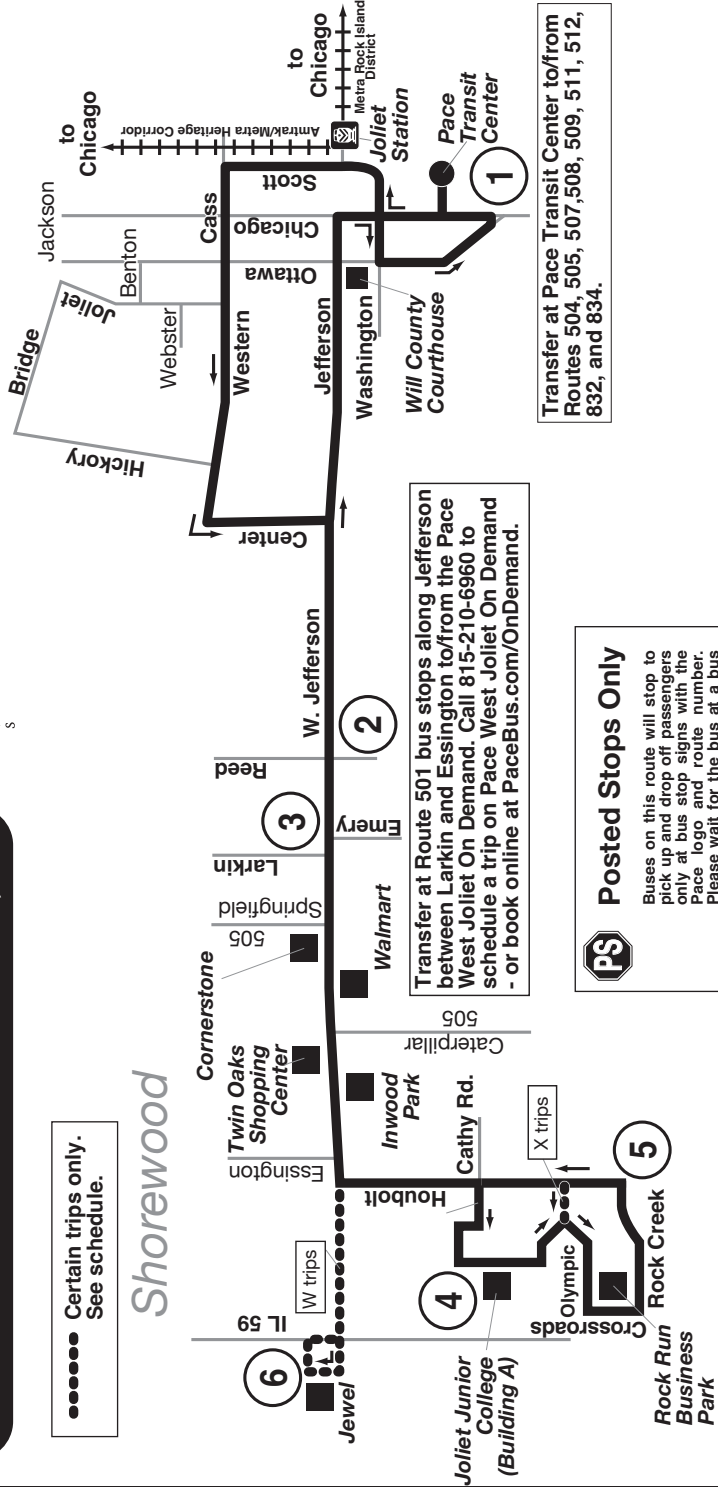 s
Certain trips only.
See schedule.
Shorewood
to
Chicago
Amtrak/Metra Heritage Corridor
to
Chicago
Metra Rock Island
District
Joliet
Station
Pace
Transit
Center
1
Jackson
Benton
Webster
Bridge
Joliet
Hickory
Cass
Western
Scott
Chicago
Ottawa
Jefferson
Washington
Will County
Courthouse
Center
W. Jefferson
2
Reed
3
Larkin
Emery
Springfield
505
Cornerstone
Walmart
Twin Oaks
Shopping
Center
505
Caterpillar
Inwood
Park
Essington
Houbolt
Cathy Rd.
X trips
W trips
IL 59
6
Jewel
4
Joliet Junior
College
(Building A)
Olympic
Crossroads
5
Rock Creek
Rock Run
Business
Park
Transfer at Pace Transit Center to/from
Routes 504, 505, 507,508, 509, 511, 512,
832, and 834.
Transfer at Route 501 bus stops along Jefferson
between Larkin and Essington to/from the Pace
West Joliet On Demand. Call 815-210-6960 to
schedule a trip on Pace West Joliet On Demand
- or book online at PaceBus.com/OnDemand.
PS
Posted Stops Only
Buses on this route will stop to
pick up and drop off passengers
only at bus stop signs with the
Pace logo and route number.
Please wait for the bus at a bus